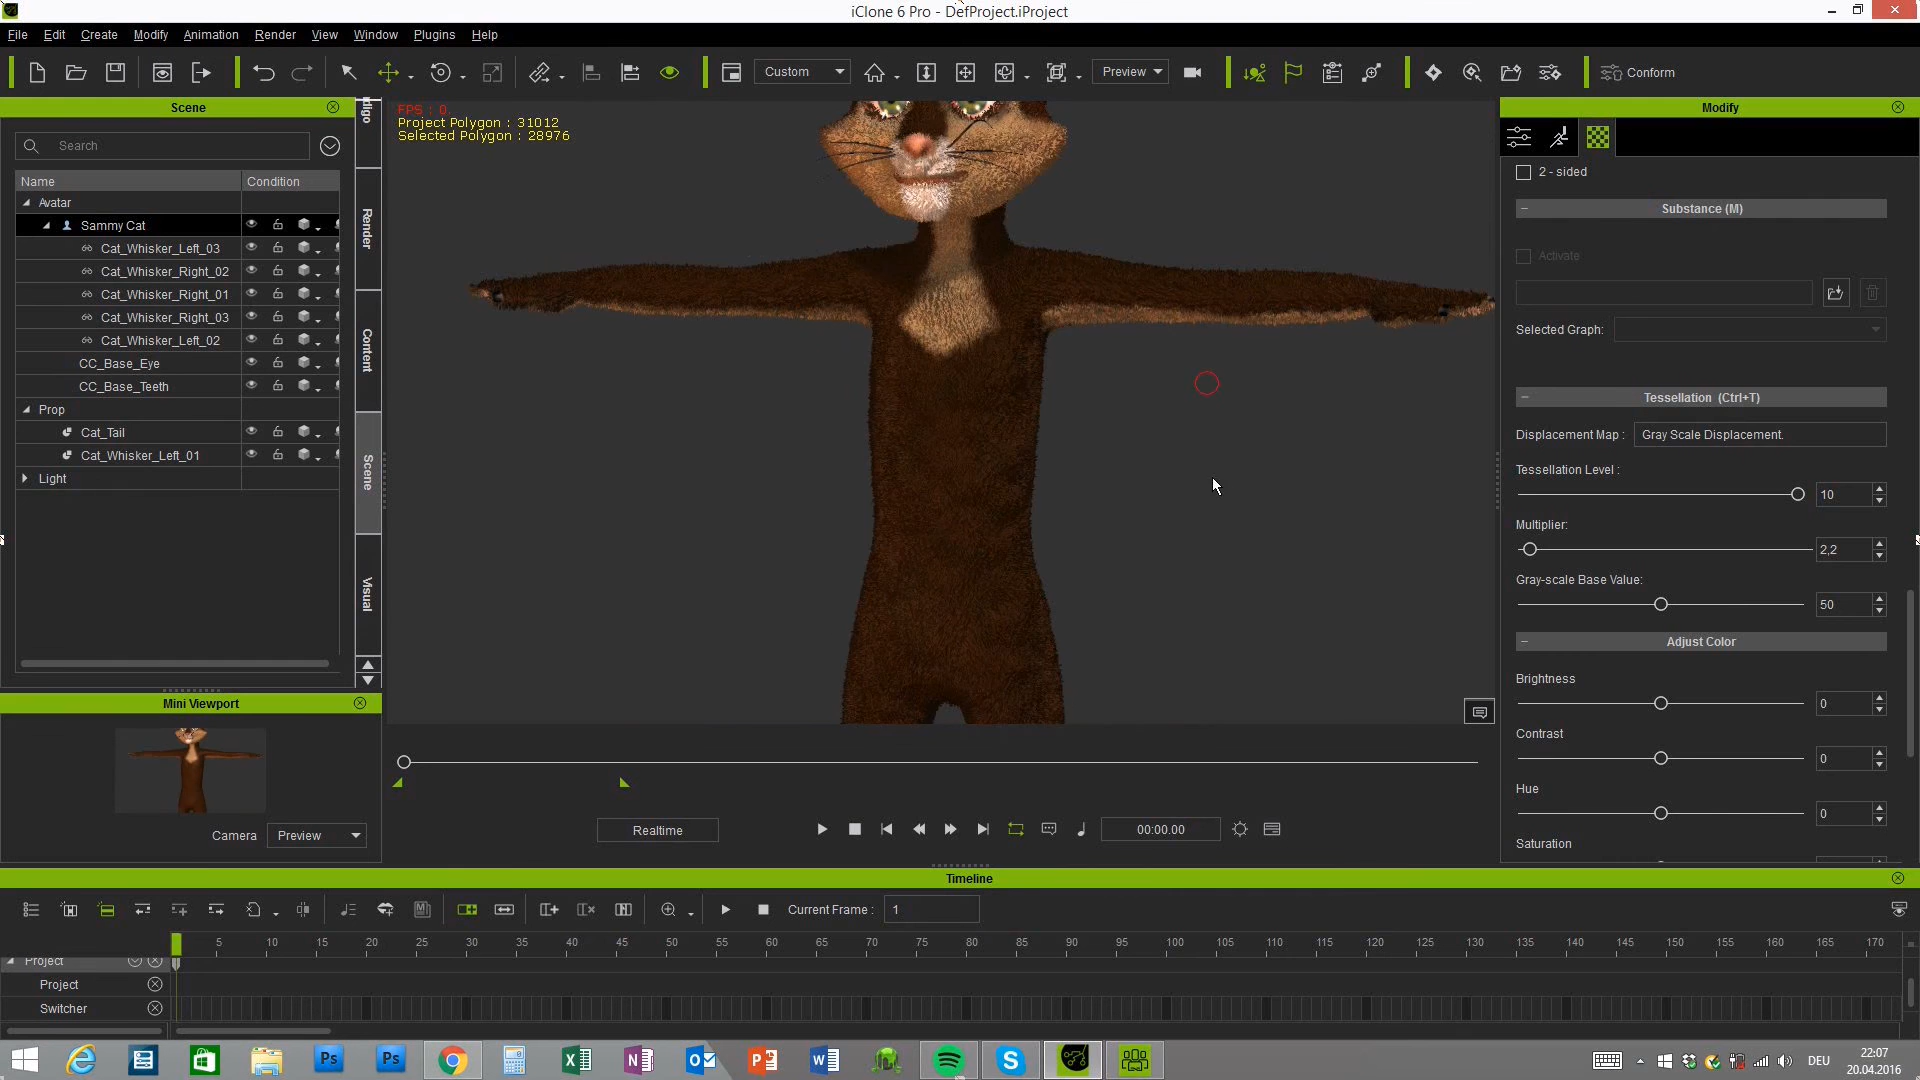 iClone 6 Pro - DefProject.iProject
File Edit Create Modify Animation Render View Window Plugins Help
Custom Preview Conform
Scene
Search
Name Condition
Avatar
Sammy Cat
Cat_Whisker_Left_03
Cat_Whisker_Right_02
Cat_Whisker_Right_01
Cat_Whisker_Right_03
Cat_Whisker_Left_02
CC_Base_Eye
CC_Base_Teeth
Prop
Cat_Tail
Cat_Whisker_Left_01
Light
Render
Content
Scene
Visual
FPS : 0
Project Polygon : 31012
Selected Polygon : 28976
Modify
2 - sided
Substance (M)
Activate
Selected Graph:
Tessellation (Ctrl+T)
Displacement Map : Gray Scale Displacement.
Tessellation Level :
10
Multiplier:
2,2
Gray-scale Base Value:
50
Adjust Color
Brightness
0
Contrast
0
Hue
0
Saturation
Mini Viewport
Camera Preview
Realtime
00:00.00
Timeline
Current Frame : 1
5 10 15 20 25 30 35 40 45 50 55 60 65 70 75 80 85 90 95 100 105 110 115 120 125 130 135 140 145 150 155 160 165 170
Project
Project
Switcher
Ps Ps
DEU
22:07
20.04.2016